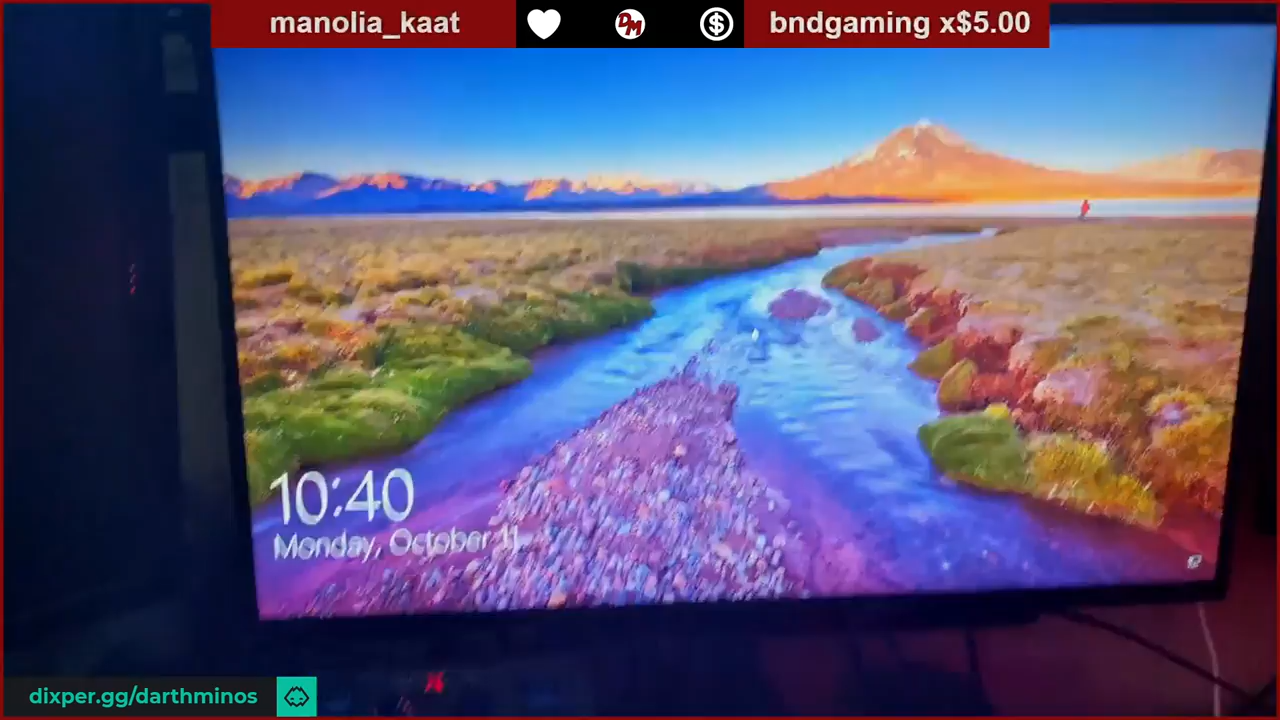 manolia_kaat
DM
$
bndgaming x$5.00
10:40
Monday, October 11
dixper.gg/darthminos